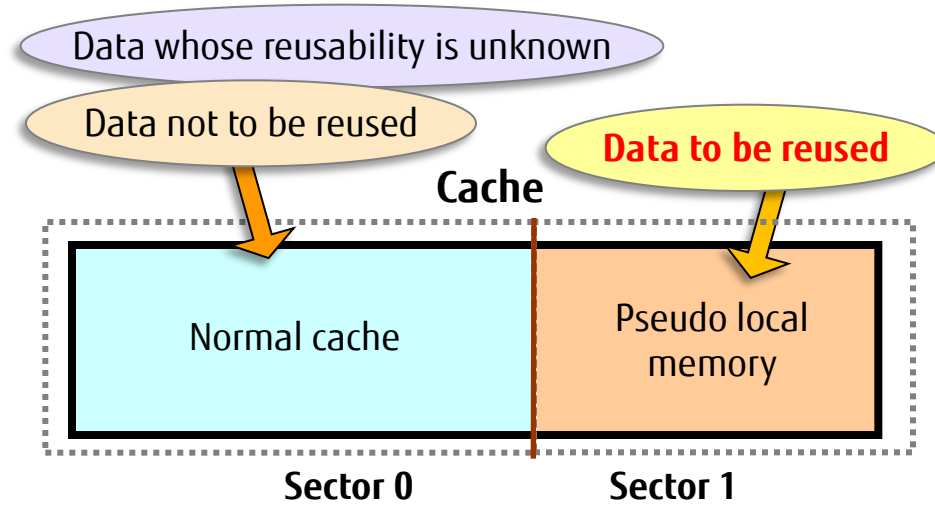 Data whose reusability is unknown
Data not to be reused
Data to be reused
Cache
Normal cache
Pseudo local
memory
Sector 0
Sector 1